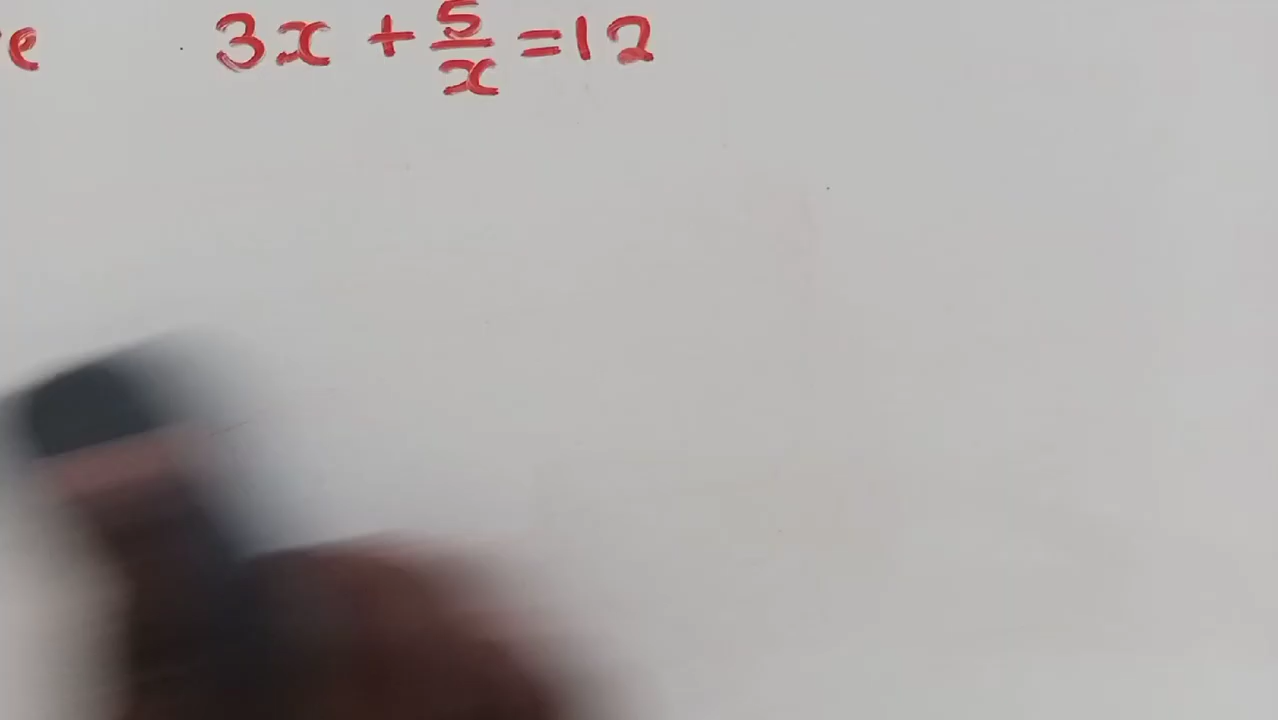 e 3x + 5/x = 12